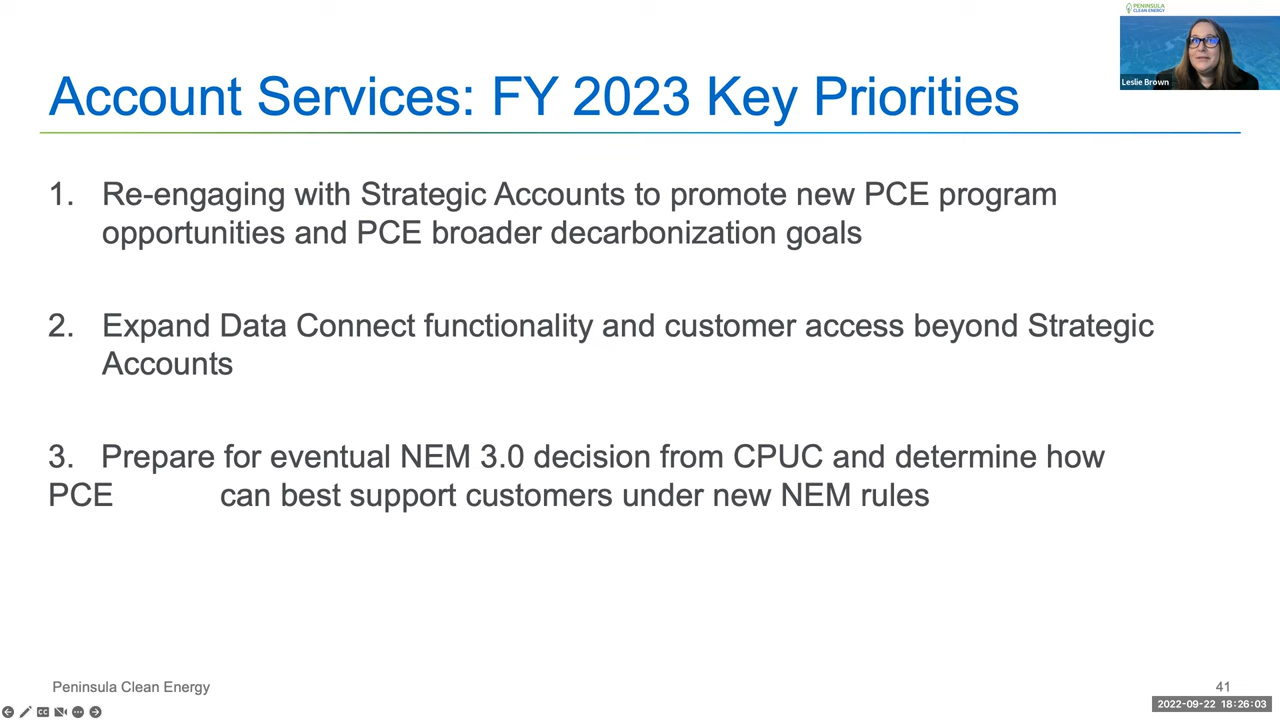 PENINSULA
CLEAN ENERGY
Leslie Brown
Account Services: FY 2023 Key Priorities
1. Re-engaging with Strategic Accounts to promote new PCE program
opportunities and PCE broader decarbonization goals
2. Expand Data Connect functionality and customer access beyond Strategic
Accounts
3. Prepare for eventual NEM 3.0 decision from CPUC and determine how
PCE can best support customers under new NEM rules
Peninsula Clean Energy
41
CC
2022-09-22 18:26:03